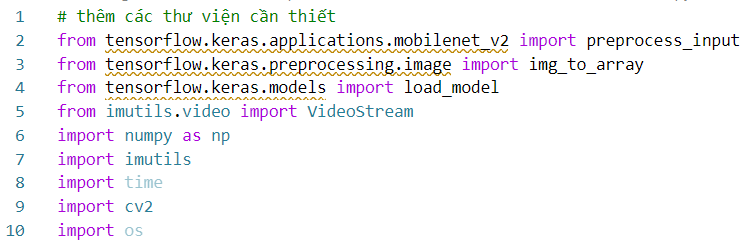 1 # thêm các thư viện cần thiết
2 from tensorflow.keras.applications.mobilenet_v2 import preprocess_input
3 from tensorflow.keras.preprocessing.image import img_to_array
4 from tensorflow.keras.models import load_model
5 from imutils.video import VideoStream
6 import numpy as np
7 import imutils
8 import time
9 import cv2
10 import os